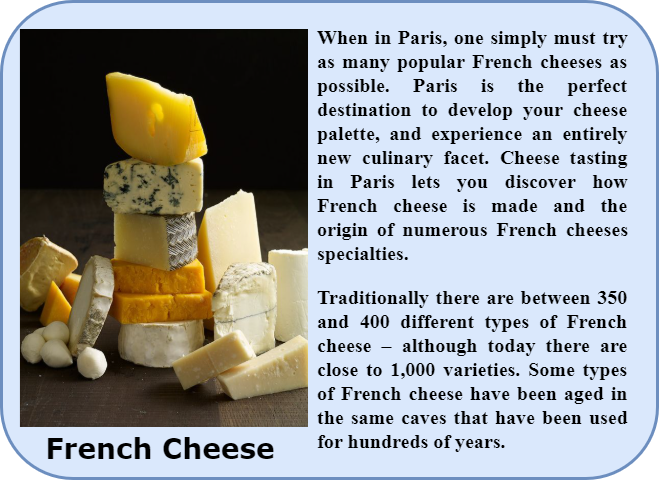 When in Paris, one simply must try
as many popular French cheeses as
possible. Paris is the perfect
destination to develop your cheese
palette, and experience an entirely
new culinary facet. Cheese tasting
in Paris lets you discover how
French cheese is made and the
origin of numerous French cheeses
specialties.
Traditionally there are between 350
and 400 different types of French
cheese – although today there are
close to 1,000 varieties. Some types
of French cheese have been aged in
the same caves that have been used
for hundreds of years.
French Cheese